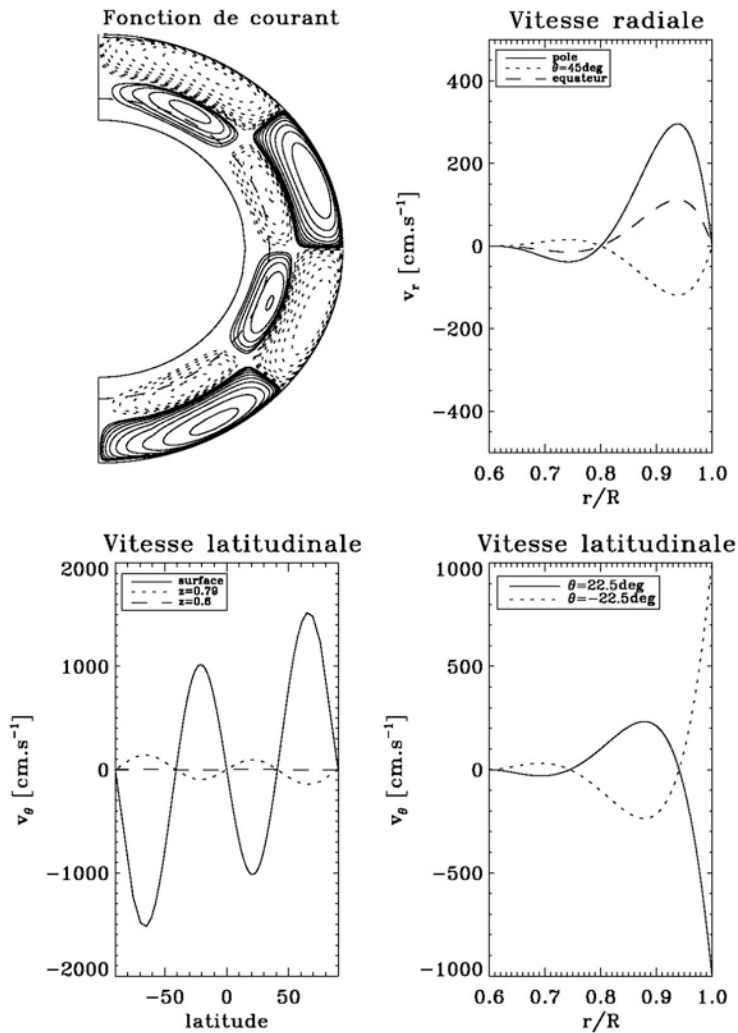 Fonction de courant
Vitesse radiale
pole
θ=45deg
equateur
400
200
0
−200
−400
v_r [cm.s⁻¹]
0.6 0.7 0.8 0.9 1.0
r/R
Vitesse latitudinale
surface
z=0.79
z=0.6
2000
1000
0
−1000
−2000
v_θ [cm.s⁻¹]
−50 0 50
latitude
Vitesse latitudinale
θ=22.5deg
θ=−22.5deg
1000
500
0
−500
−1000
v_θ [cm.s⁻¹]
0.6 0.7 0.8 0.9 1.0
r/R